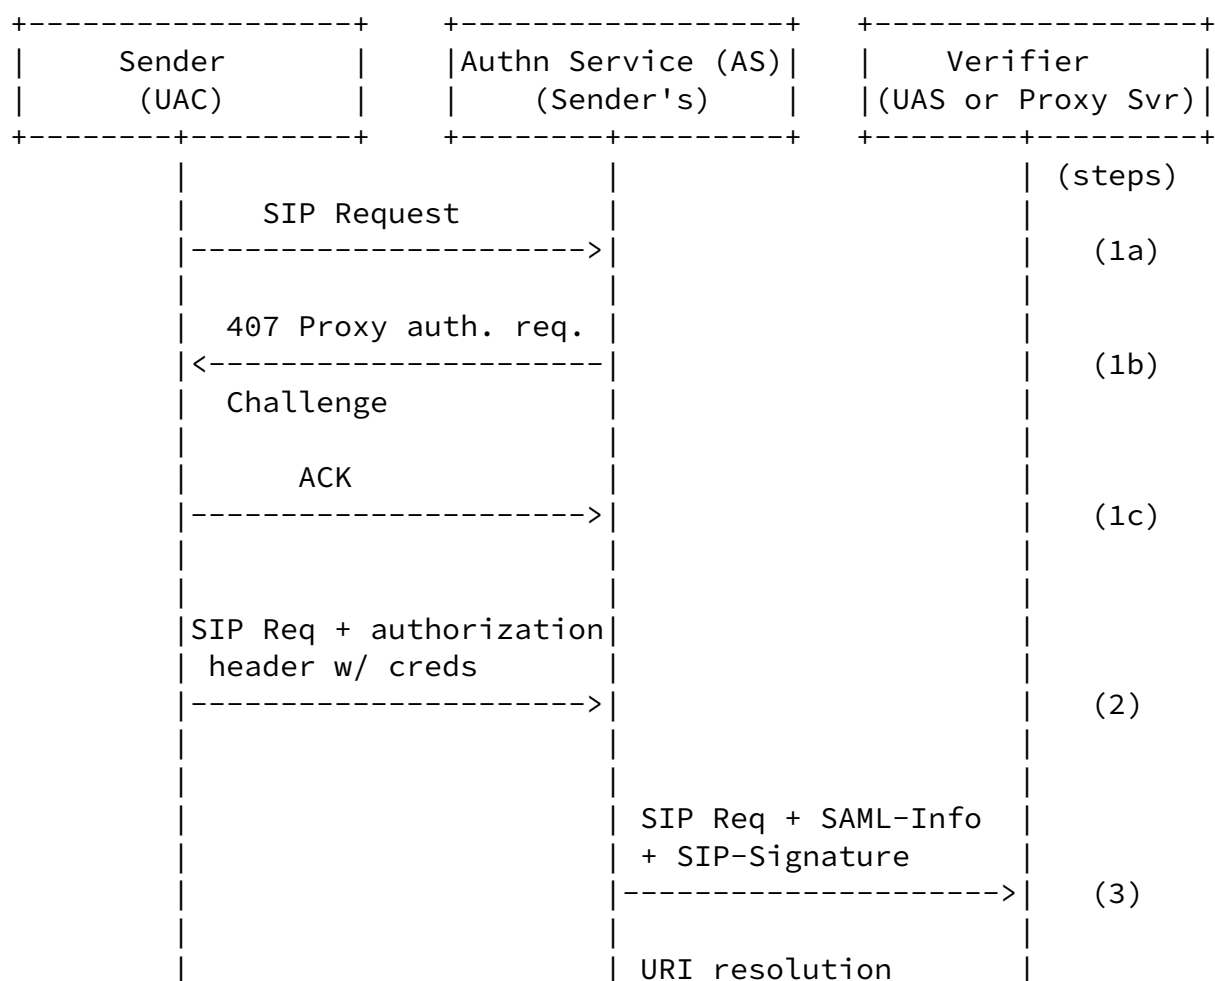 +------------------+    +------------------+   +------------------+
|     Sender       |    |Authn Service (AS)|   |    Verifier      |
|      (UAC)       |    |    (Sender's)    |   |(UAS or Proxy Svr)|
+--------+---------+    +--------+---------+   +--------+---------+
         |                       |                      | (steps)
         |    SIP Request        |                      |
         |---------------------->|                      |   (1a)
         |                       |                      |
         |  407 Proxy auth. req. |                      |
         |<----------------------|                      |   (1b)
         |  Challenge            |                      |
         |                       |                      |
         |      ACK              |                      |
         |---------------------->|                      |   (1c)
         |                       |                      |
         |                       |                      |
         |SIP Req + authorization|                      |
         | header w/ creds       |                      |
         |---------------------->|                      |   (2)
         |                       |                      |
         |                       |                      |
         |                       | SIP Req + SAML-Info  |
         |                       | + SIP-Signature      |
         |                       |--------------------->|   (3)
         |                       |                      |
         |                       | URI resolution       |